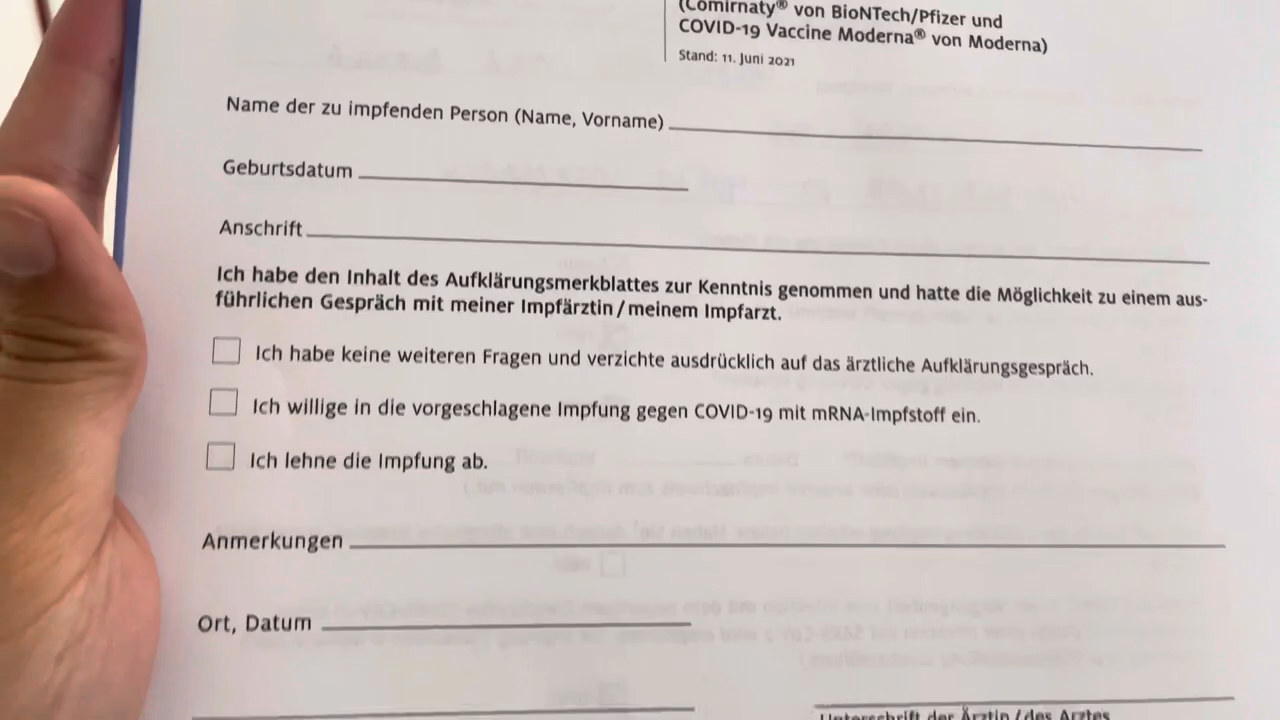 (Comirnaty® von BioNTech/Pfizer und
COVID-19 Vaccine Moderna® von Moderna)
Stand: 11. Juni 2021
Name der zu impfenden Person (Name, Vorname)
Geburtsdatum
Anschrift
Ich habe den Inhalt des Aufklärungsmerkblattes zur Kenntnis genommen und hatte die Möglichkeit zu einem aus-
führlichen Gespräch mit meiner Impfärztin / meinem Impfarzt.
Ich habe keine weiteren Fragen und verzichte ausdrücklich auf das ärztliche Aufklärungsgespräch.
Ich willige in die vorgeschlagene Impfung gegen COVID-19 mit mRNA-Impfstoff ein.
Ich lehne die Impfung ab.
Anmerkungen
Ort, Datum
Unterschrift der Ärztin / des Arztes